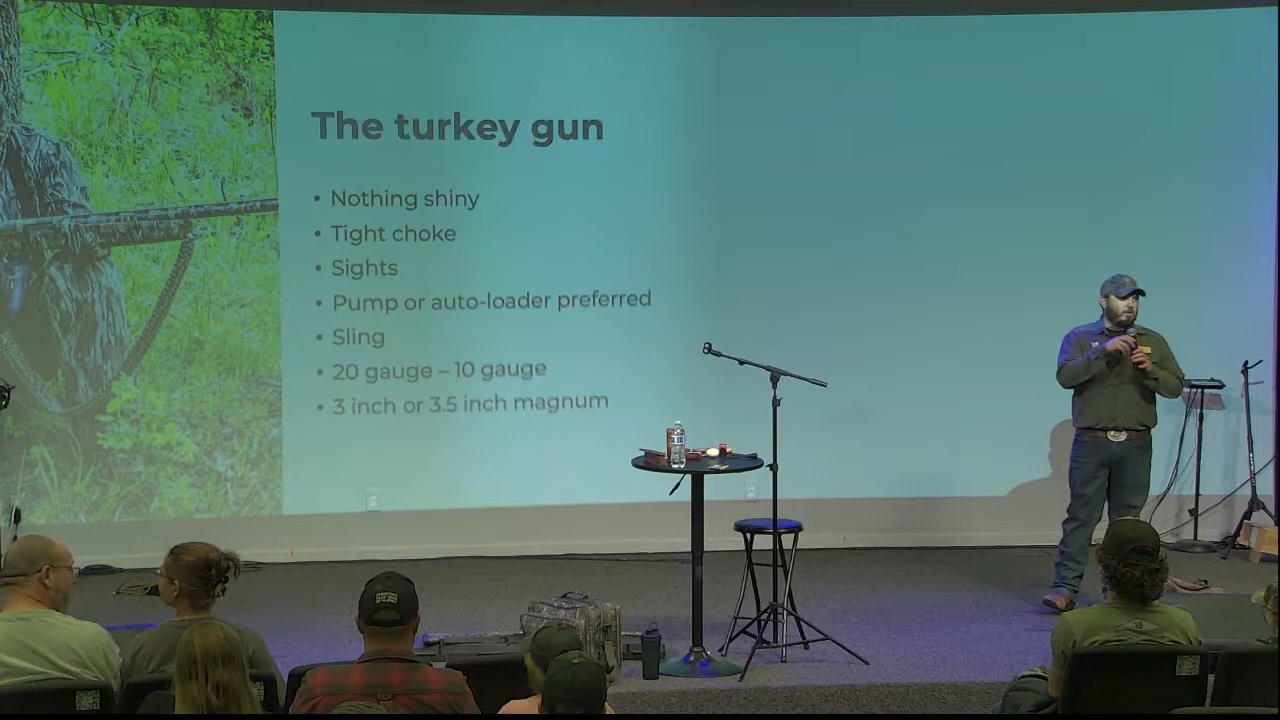 The turkey gun
• Nothing shiny
• Tight choke
• Sights
• Pump or auto-loader preferred
• Sling
• 20 gauge – 10 gauge
• 3 inch or 3.5 inch magnum